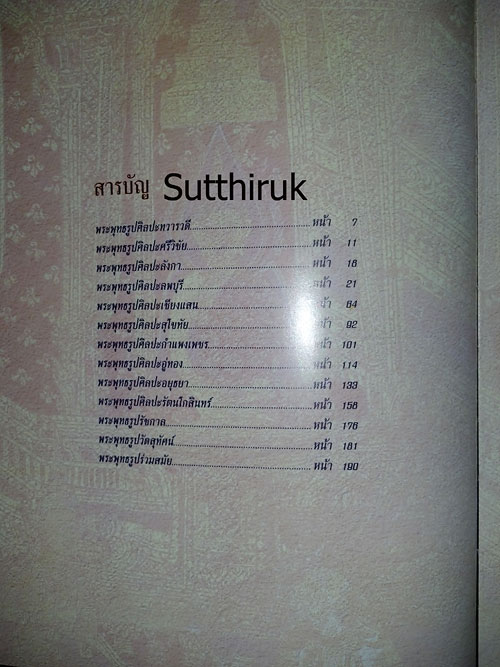 สารบัญ Sutthiruk
พระพุทธรูปศิลปะทวารวดี........................................หน้า 7
พระพุทธรูปศิลปะศรีวิชัย........................................หน้า 11
พระพุทธรูปศิลปะลังกา........................................หน้า 18
พระพุทธรูปศิลปะลพบุรี........................................หน้า 21
พระพุทธรูปศิลปะเชียงแสน........................................หน้า 64
พระพุทธรูปศิลปะสุโขทัย........................................หน้า 92
พระพุทธรูปศิลปะกำแพงเพชร........................................หน้า 101
พระพุทธรูปศิลปะอู่ทอง........................................หน้า 114
พระพุทธรูปศิลปะอยุธยา........................................หน้า 133
พระพุทธรูปศิลปะรัตนโกสินทร์........................................หน้า 158
พระพุทธรูปรัชกาล........................................หน้า 176
พระพุทธรูปวัดสุทัศน์........................................หน้า 181
พระพุทธรูปร่วมสมัย........................................หน้า 190